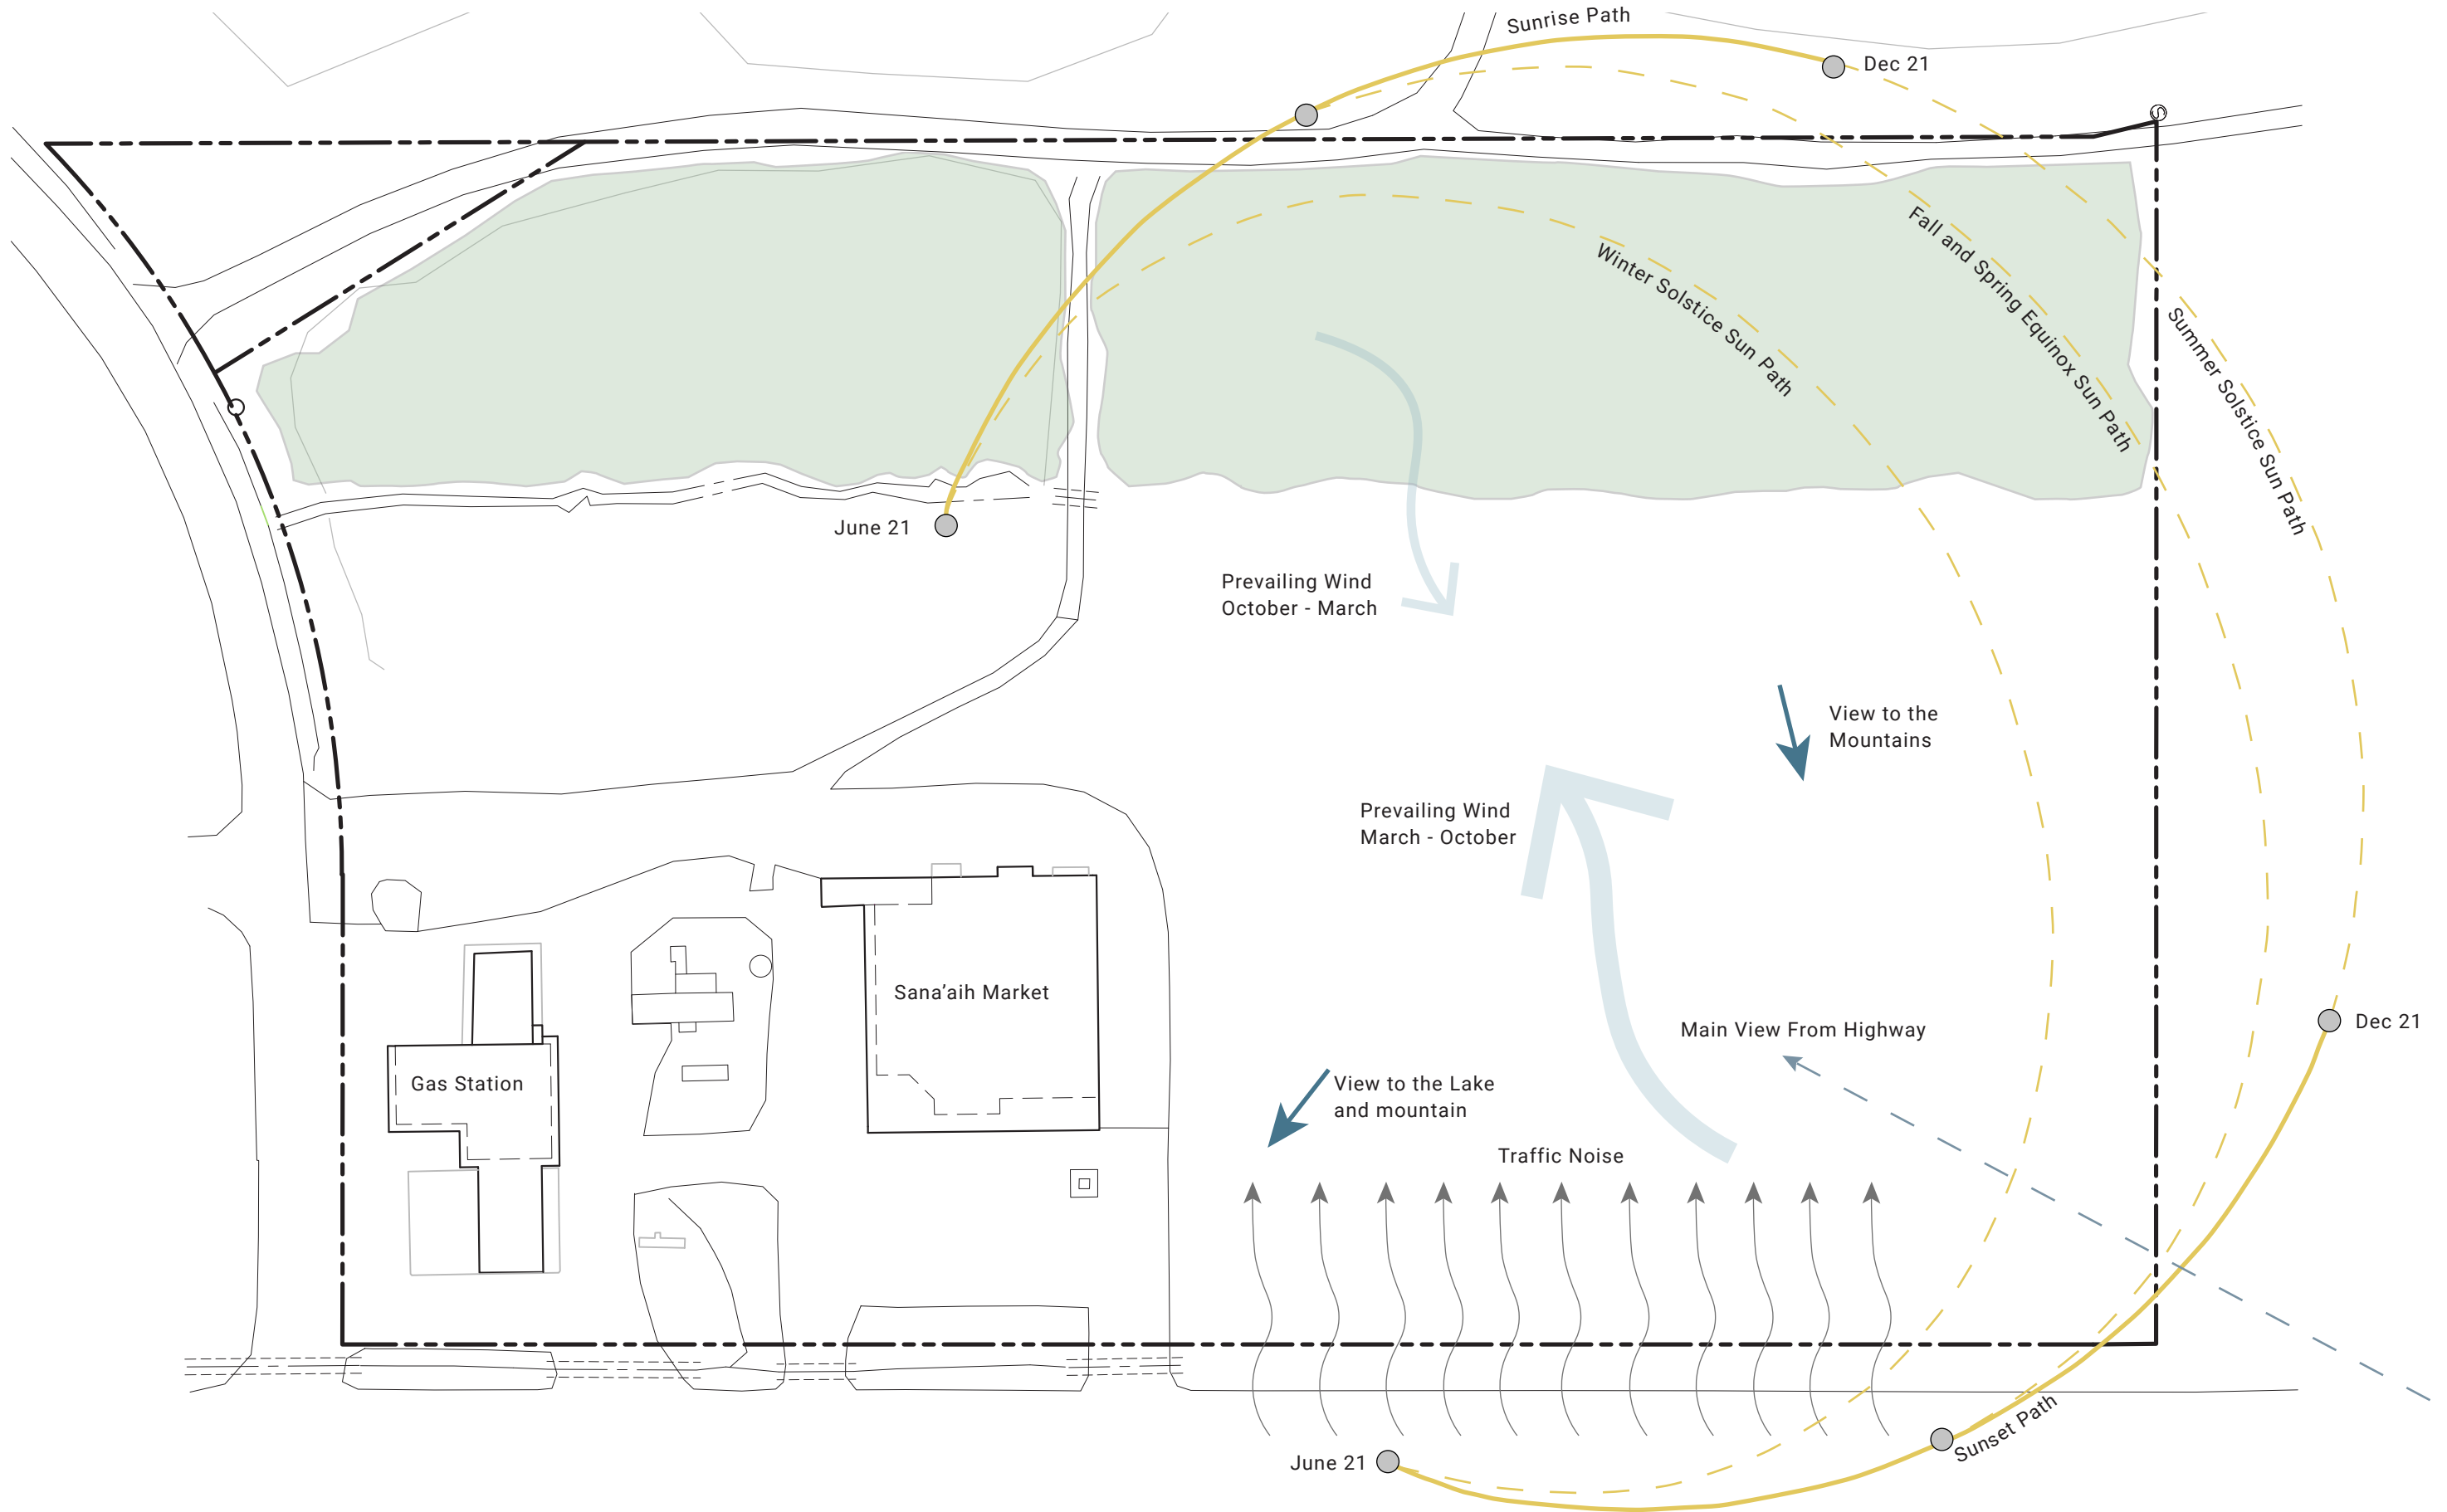 Sunrise Path
Dec 21
Fall and Spring Equinox Sun Path
Winter Solstice Sun Path
Summer Solstice Sun Path
June 21
Prevailing Wind
October - March
View to the
Mountains
Prevailing Wind
March - October
Sana’aih Market
Main View From Highway
Dec 21
Gas Station
View to the Lake
and mountain
Traffic Noise
Sunset Path
June 21